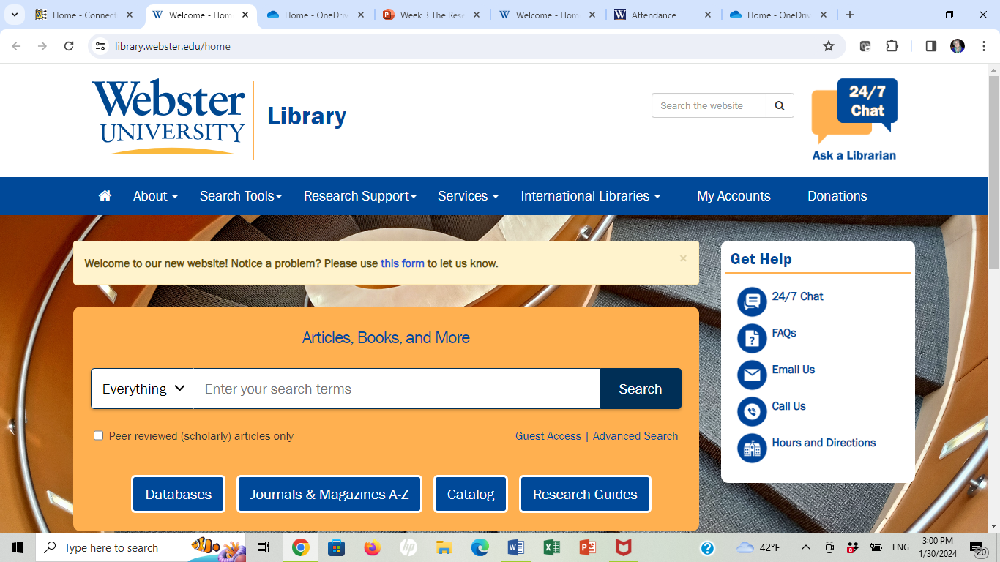 Home - Connect
Welcome - Hom
Home - OneDriv
Week 3 The Rese
Welcome - Hom
Attendance
Home - OneDriv
library.webster.edu/home
Webster
UNIVERSITY
Library
Search the website
24/7
Chat
Ask a Librarian
About
Search Tools
Research Support
Services
International Libraries
My Accounts
Donations
Welcome to our new website! Notice a problem? Please use this form to let us know.
×
Articles, Books, and More
Everything
Enter your search terms
Search
Peer reviewed (scholarly) articles only
Guest Access | Advanced Search
Databases
Journals & Magazines A-Z
Catalog
Research Guides
Get Help
24/7 Chat
FAQs
Email Us
Call Us
Hours and Directions
Type here to search
42°F
ENG
3:00 PM
1/30/2024
20